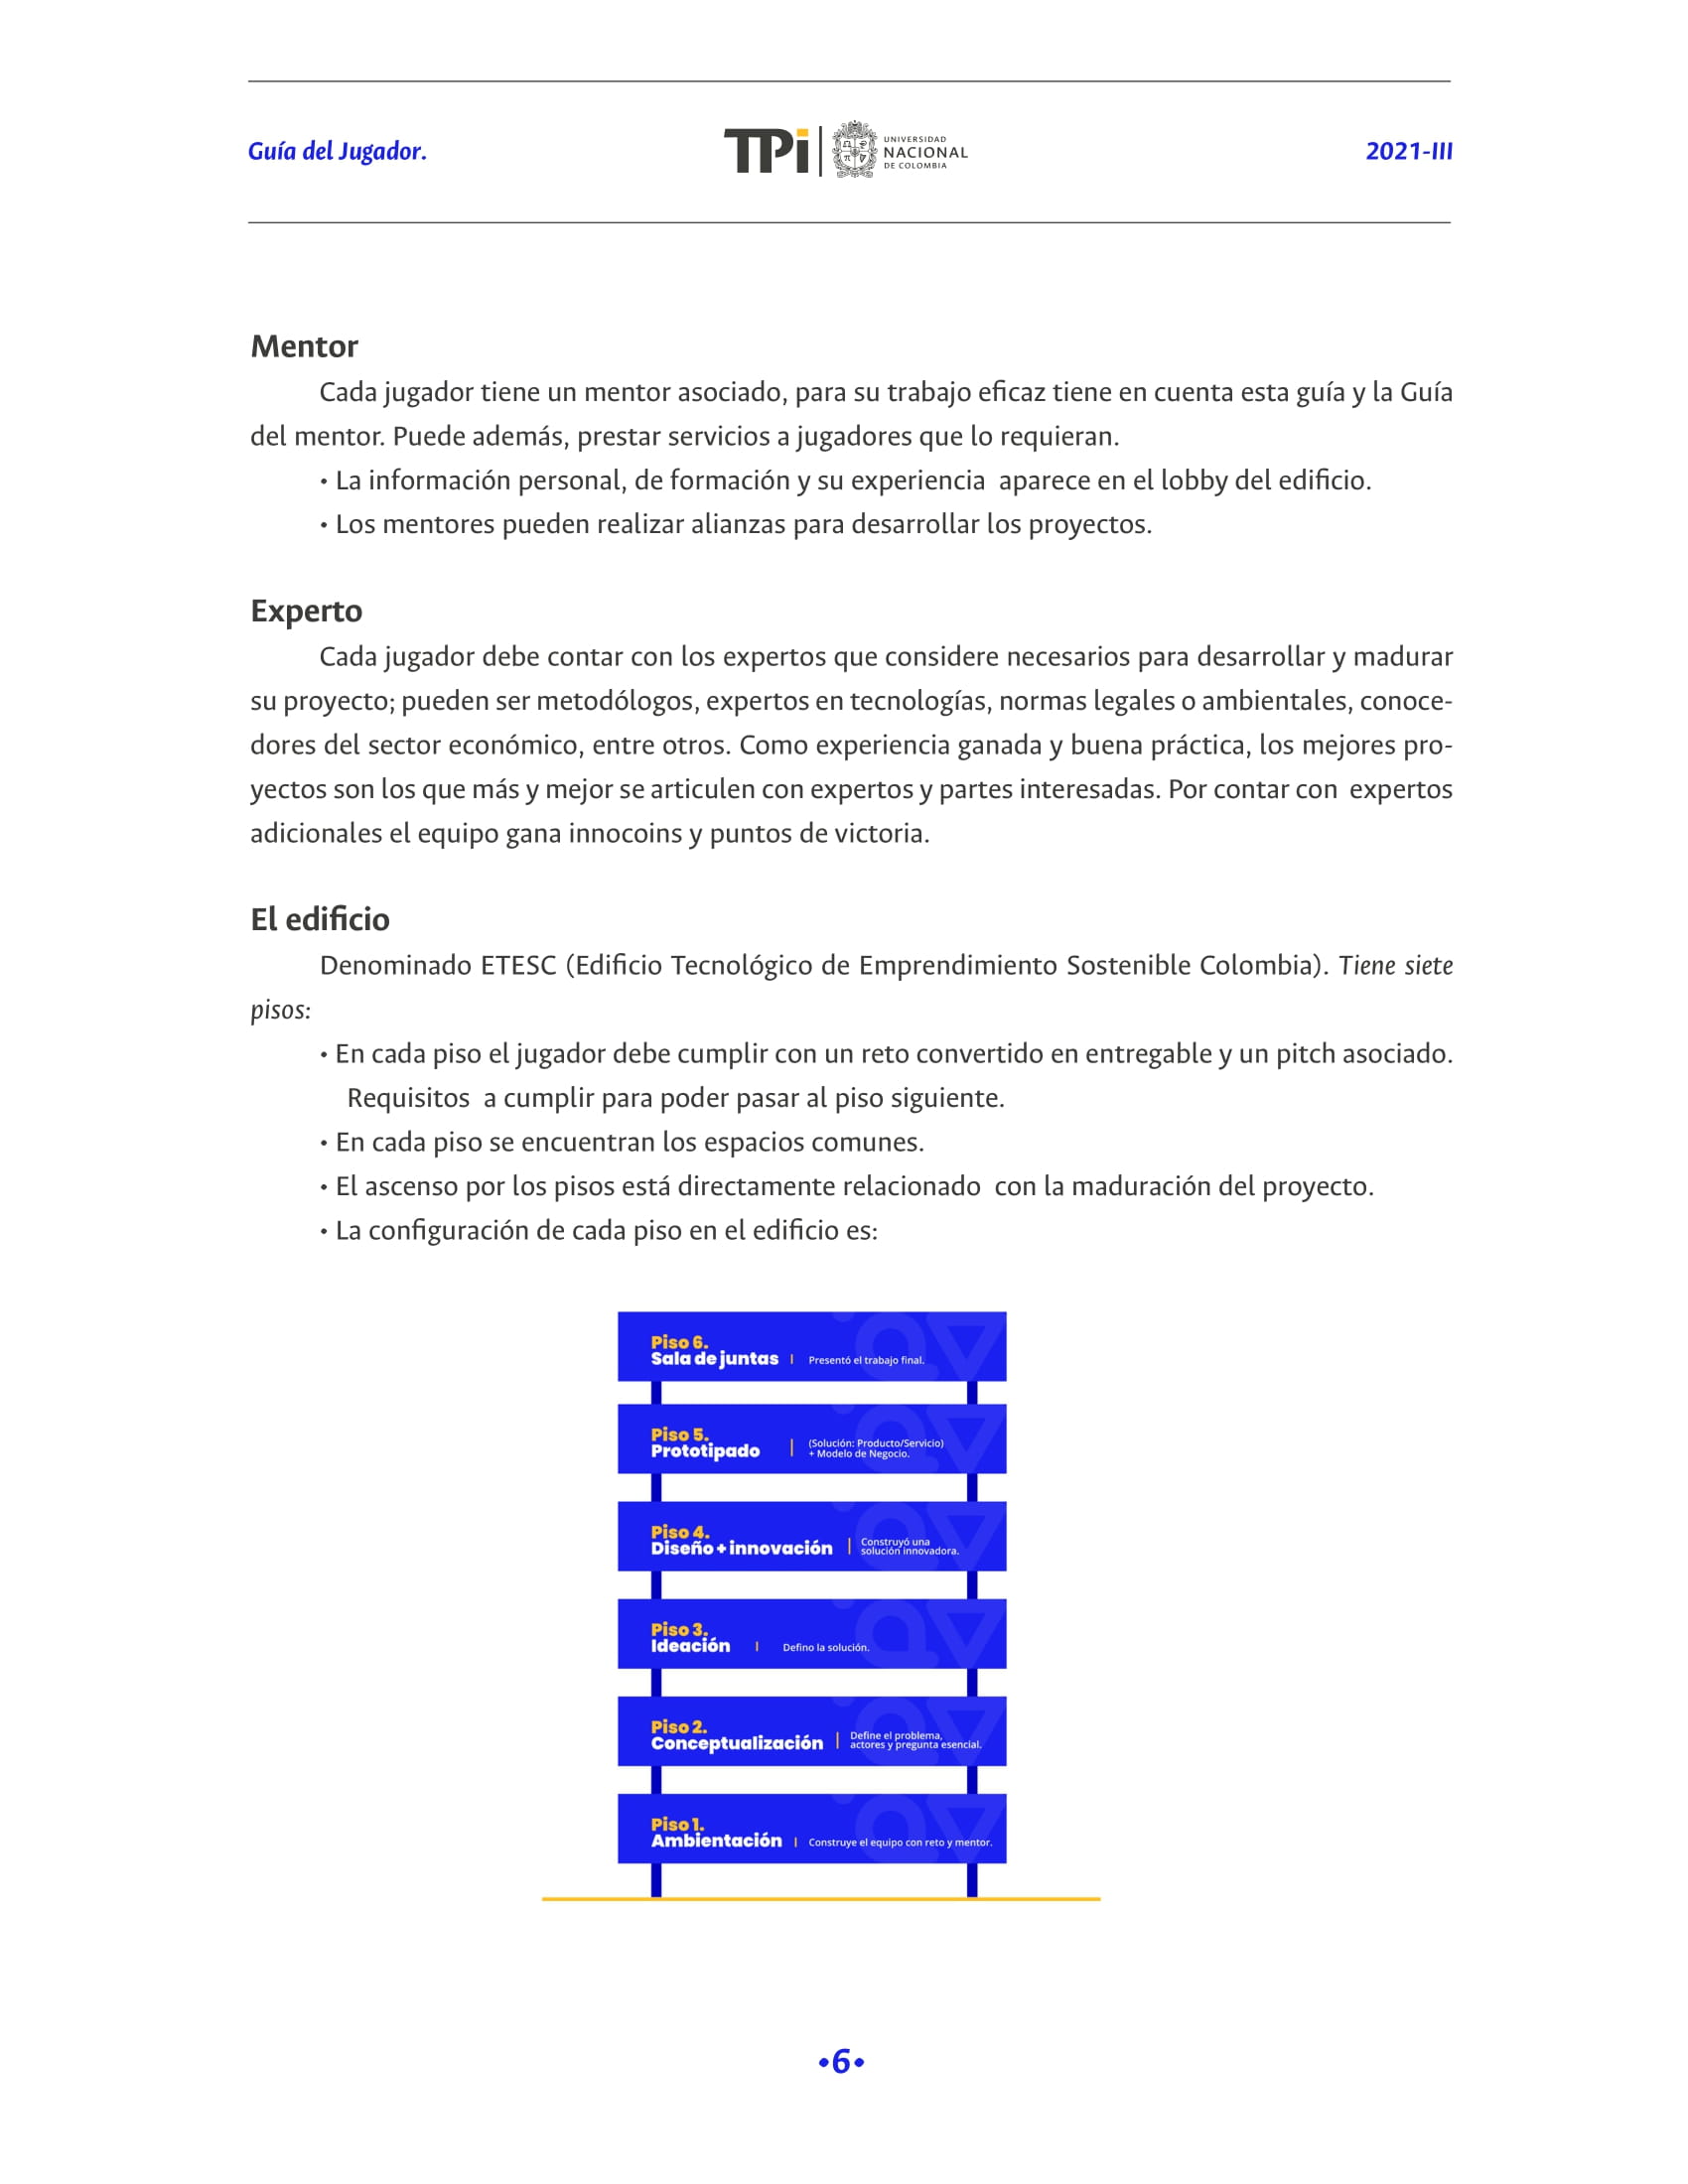 Guía del Jugador.
TPi
UNIVERSIDAD
NACIONAL
DE COLOMBIA
2021-III
Mentor
Cada jugador tiene un mentor asociado, para su trabajo eficaz tiene en cuenta esta guía y la Guía
del mentor. Puede además, prestar servicios a jugadores que lo requieran.
• La información personal, de formación y su experiencia aparece en el lobby del edificio.
• Los mentores pueden realizar alianzas para desarrollar los proyectos.
Experto
Cada jugador debe contar con los expertos que considere necesarios para desarrollar y madurar
su proyecto; pueden ser metodólogos, expertos en tecnologías, normas legales o ambientales, conoce-
dores del sector económico, entre otros. Como experiencia ganada y buena práctica, los mejores pro-
yectos son los que más y mejor se articulen con expertos y partes interesadas. Por contar con expertos
adicionales el equipo gana innocoins y puntos de victoria.
El edificio
Denominado ETESC (Edificio Tecnológico de Emprendimiento Sostenible Colombia). Tiene siete
pisos:
• En cada piso el jugador debe cumplir con un reto convertido en entregable y un pitch asociado.
Requisitos a cumplir para poder pasar al piso siguiente.
• En cada piso se encuentran los espacios comunes.
• El ascenso por los pisos está directamente relacionado con la maduración del proyecto.
• La configuración de cada piso en el edificio es:
Piso 6.
Sala de juntas | Presentó el trabajo final.
Piso 5.
Prototipado | (Solución: Producto/Servicio)
+ Modelo de Negocio.
Piso 4.
Diseño + innovación | Construyó una
solución innovadora.
Piso 3.
Ideación | Defino la solución.
Piso 2.
Conceptualización | Define el problema,
actores y pregunta esencial.
Piso 1.
Ambientación | Construye el equipo con reto y mentor.
•6•